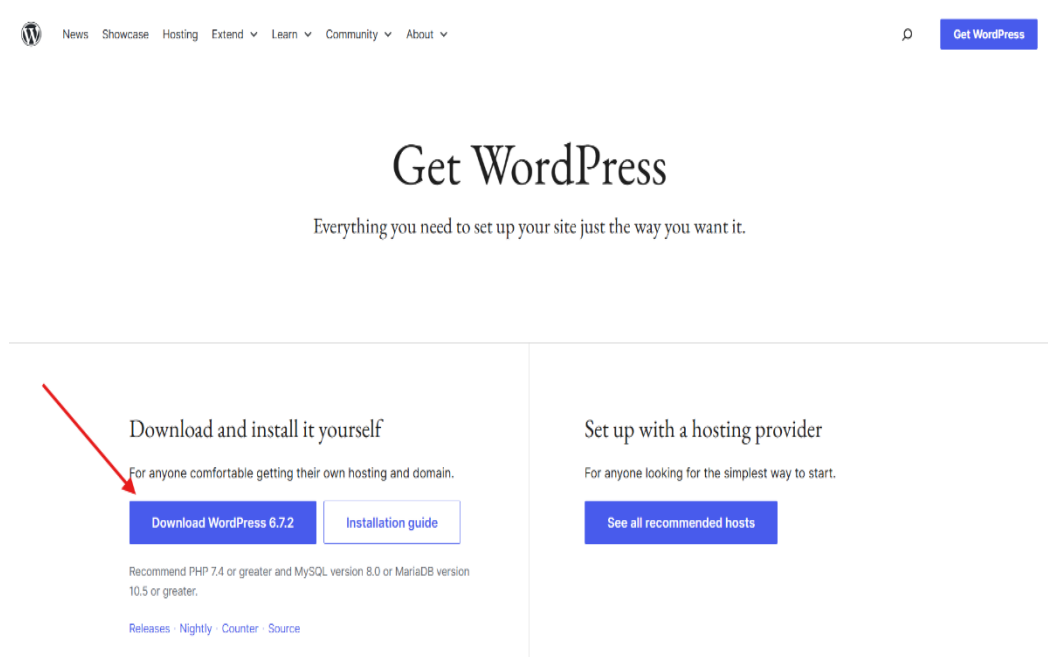 News Showcase Hosting Extend Learn Community About Get WordPress
Get WordPress
Everything you need to set up your site just the way you want it.
Download and install it yourself
For anyone comfortable getting their own hosting and domain.
Download WordPress 6.7.2 Installation guide
Recommend PHP 7.4 or greater and MySQL version 8.0 or MariaDB version
10.5 or greater.
Releases · Nightly · Counter · Source
Set up with a hosting provider
For anyone looking for the simplest way to start.
See all recommended hosts